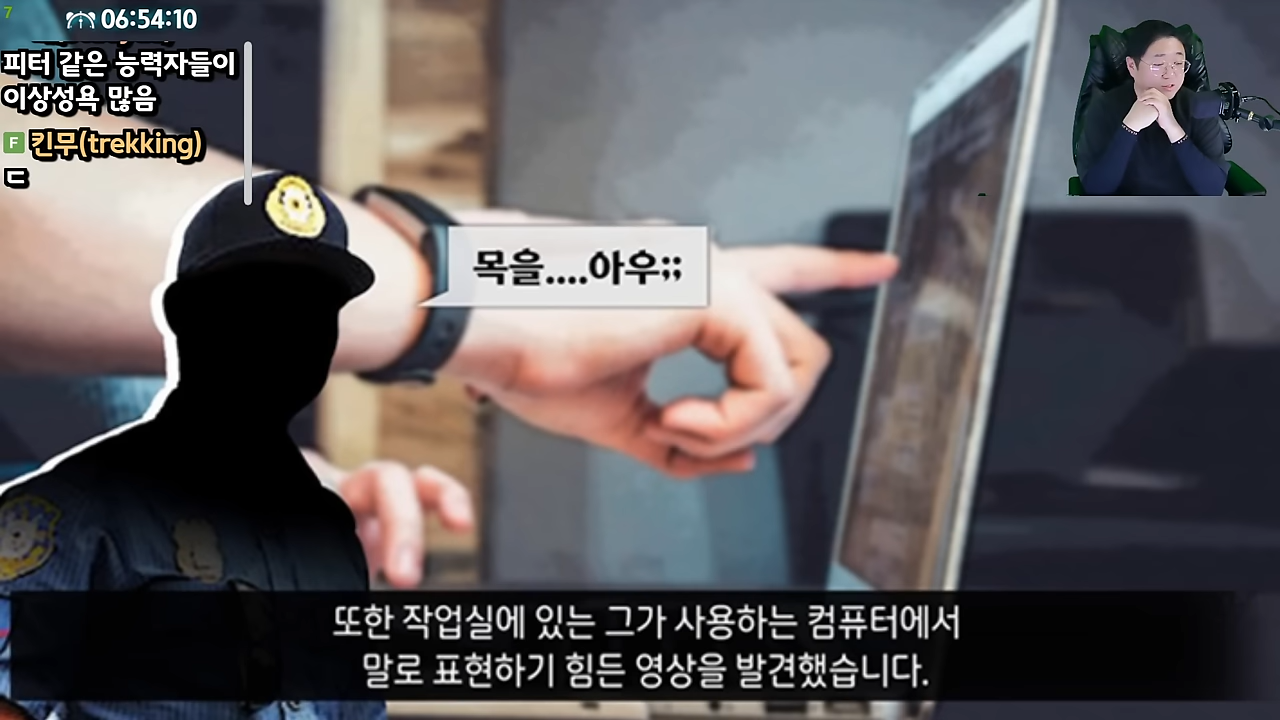 7
06:54:10
피터 같은 능력자들이
이상성욕 많음
F 킨무(trekking)
ㄷ
목을....아우;;
또한 작업실에 있는 그가 사용하는 컴퓨터에서
말로 표현하기 힘든 영상을 발견했습니다.